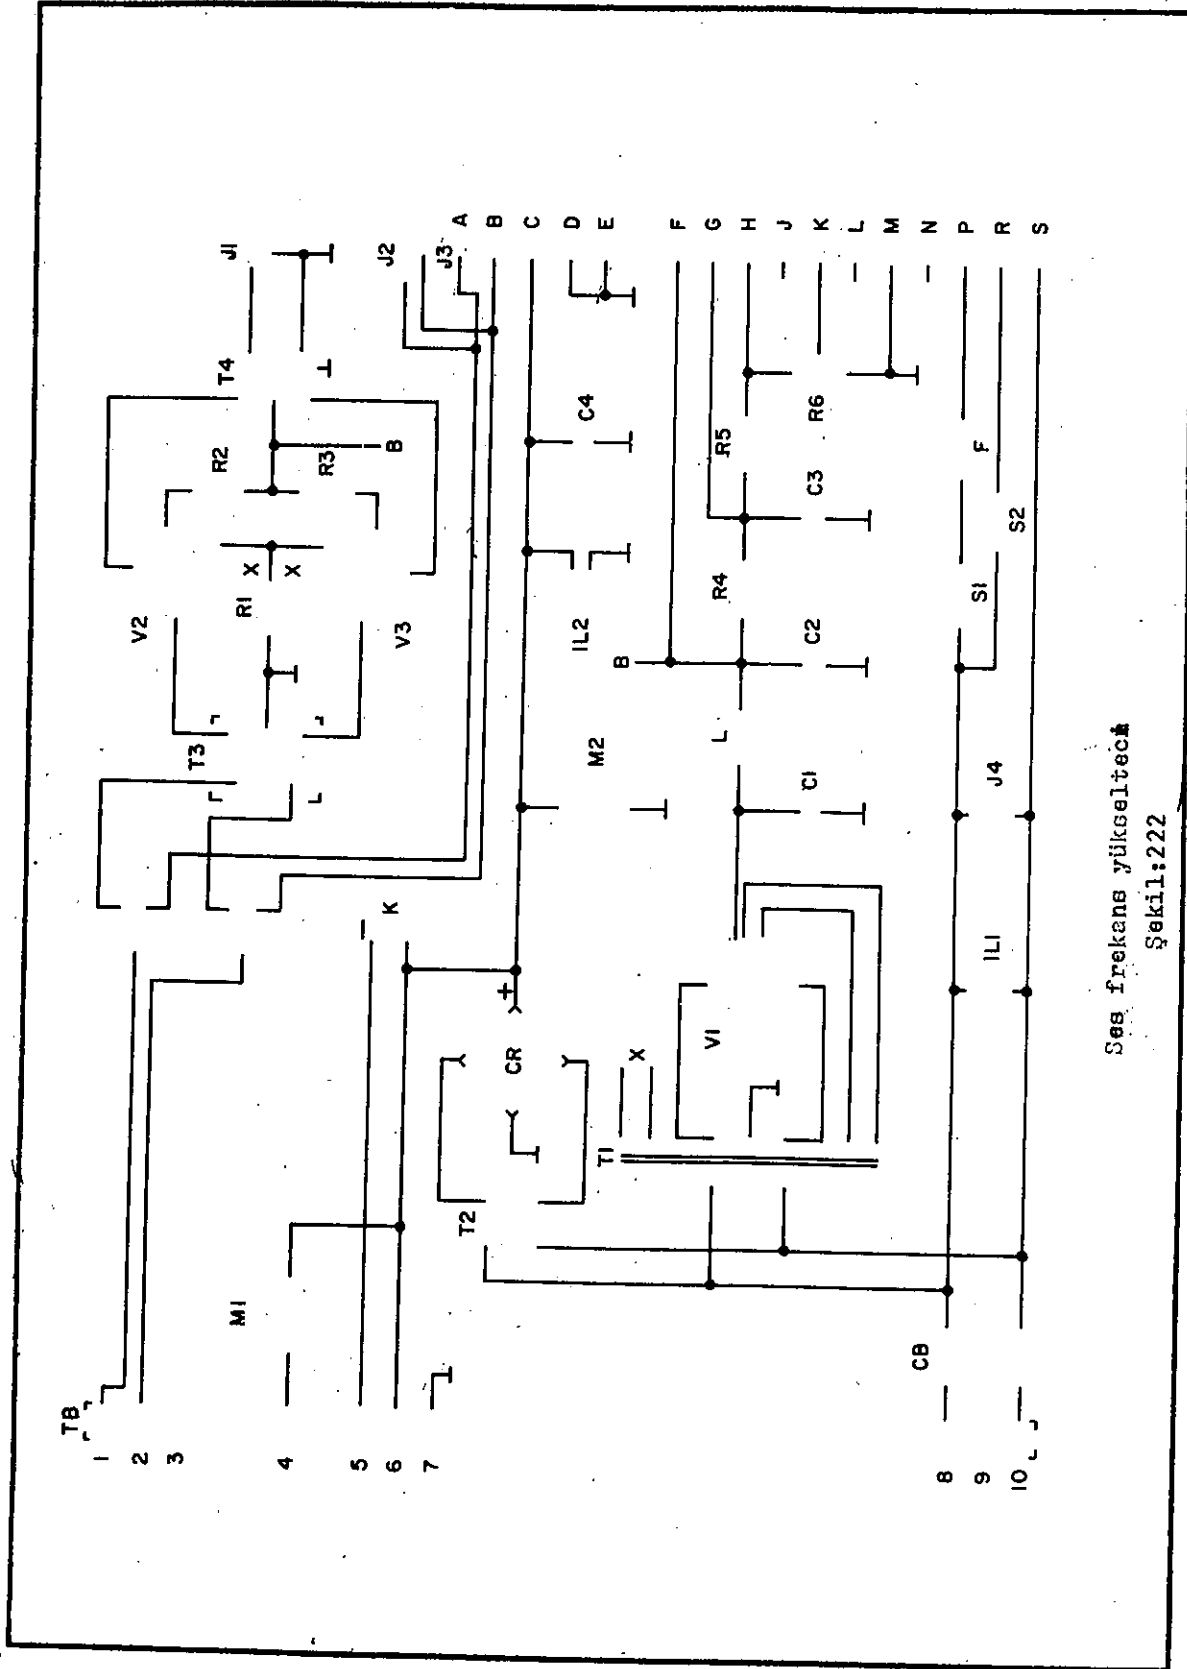 J1
T4
R2
R3
B
J2
J3
A
B
C
D
E
F
G
H
J
K
L
M
N
P
R
S
V2
X
X
R1
V3
T3
C4
R5
R6
C3
F
S2
S1
R4
C2
IL2
B
M2
L
C1
J4
IL1
K
+
CR
X
V1
T1
T2
M1
CB
TB
1
2
3
4
5
6
7
8
9
10
Ses frekans yükselteci
Şekil:222